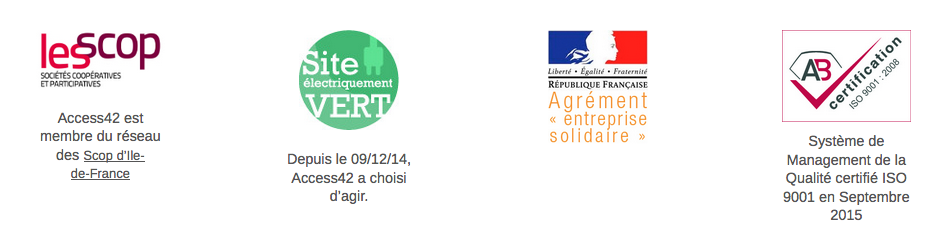 lesscop
SOCIÉTÉS COOPÉRATIVES
ET PARTICIPATIVES
Access42 est
membre du réseau
des Scop d'Ile-
de-France
Site
électriquement
VERT
Depuis le 09/12/14,
Access42 a choisi
d'agir.
Liberté • Égalité • Fraternité
RÉPUBLIQUE FRANÇAISE
Agrément
« entreprise
solidaire »
AB
certification
ISO 9001 : 2008
Système de
Management de la
Qualité certifié ISO
9001 en Septembre
2015